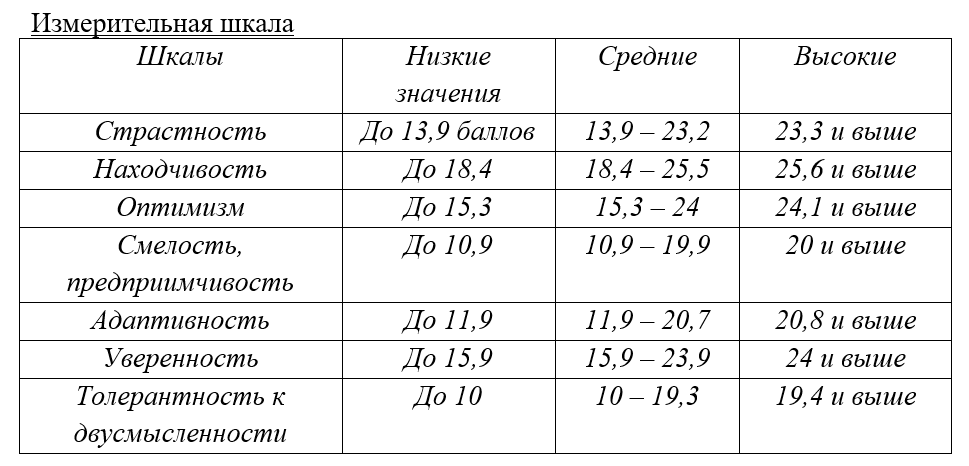 Измерительная шкала
Шкалы Низкие значения Средние Высокие
Страстность До 13,9 баллов 13,9 – 23,2 23,3 и выше
Находчивость До 18,4 18,4 – 25,5 25,6 и выше
Оптимизм До 15,3 15,3 – 24 24,1 и выше
Смелость, предприимчивость До 10,9 10,9 – 19,9 20 и выше
Адаптивность До 11,9 11,9 – 20,7 20,8 и выше
Уверенность До 15,9 15,9 – 23,9 24 и выше
Толерантность к двусмысленности До 10 10 – 19,3 19,4 и выше